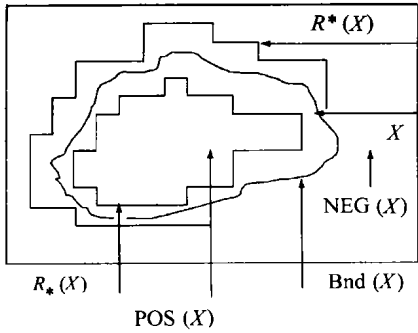 R* (X)
X
NEG (X)
R* (X)
Bnd (X)
POS (X)